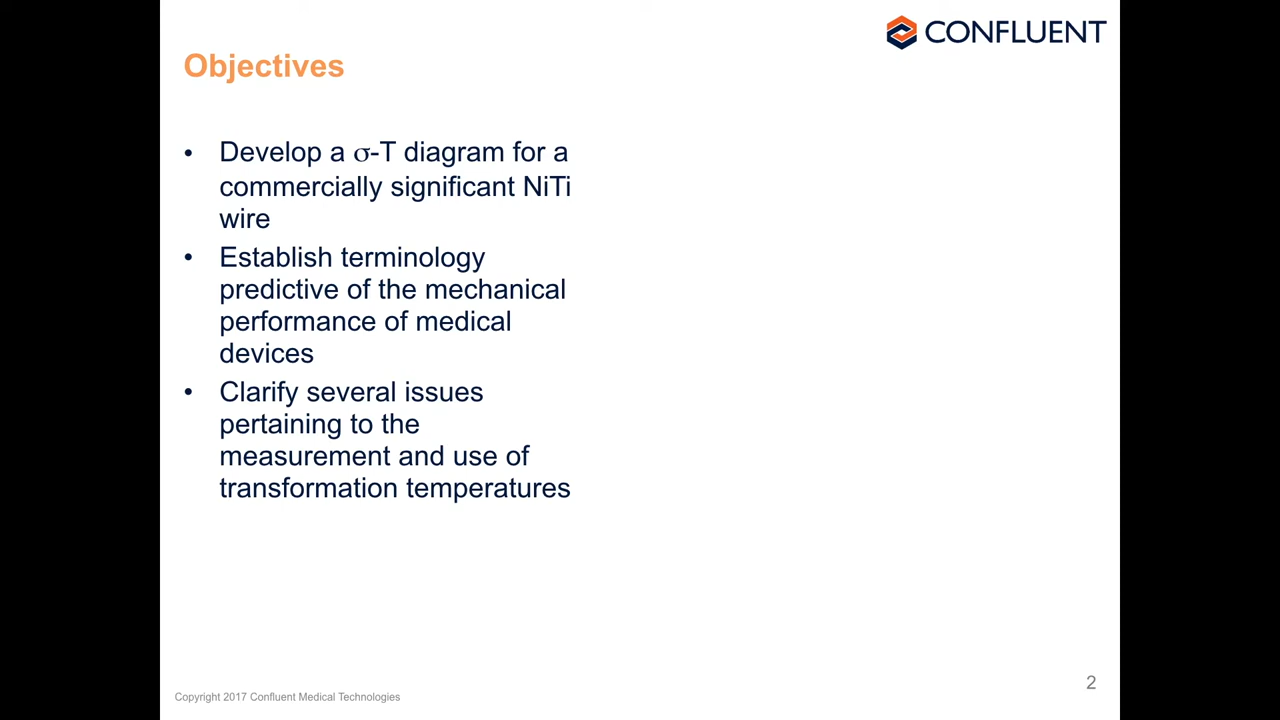 CONFLUENT
Objectives
• Develop a σ-T diagram for a
commercially significant NiTi
wire
• Establish terminology
predictive of the mechanical
performance of medical
devices
• Clarify several issues
pertaining to the
measurement and use of
transformation temperatures
2
Copyright 2017 Confluent Medical Technologies